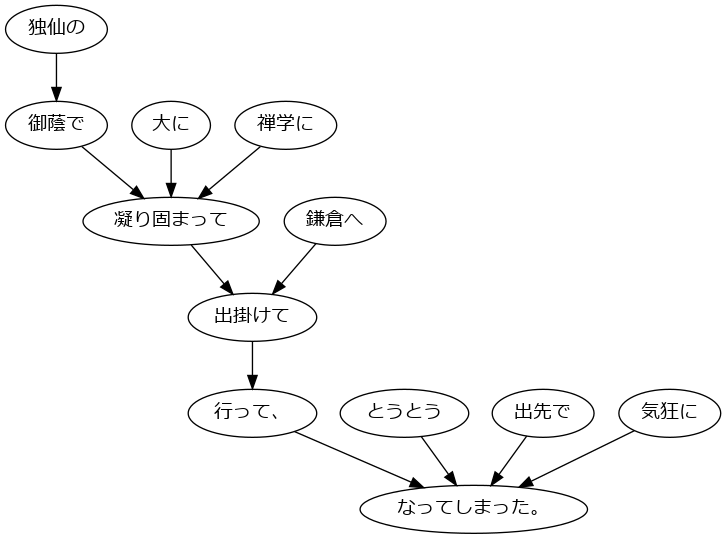 独仙の
御蔭で
大に
禅学に
凝り固まって
鎌倉へ
出掛けて
行って、
とうとう
出先で
気狂に
なってしまった。